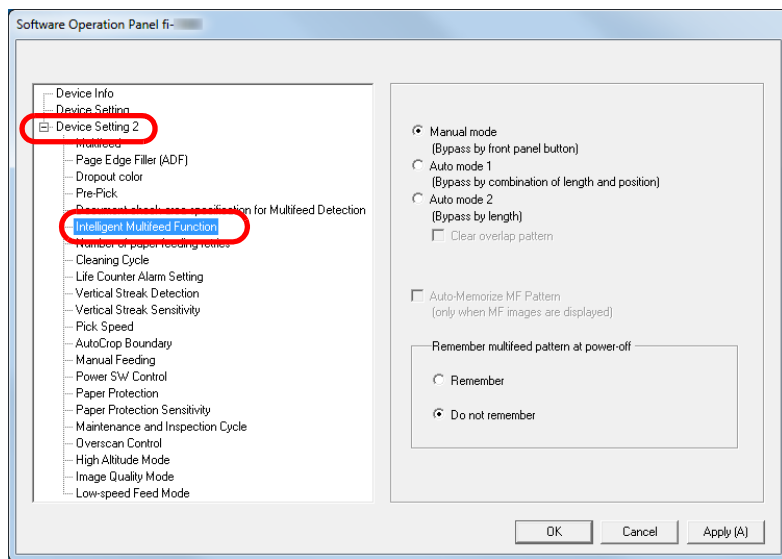 Software Operation Panel fi-
Device Info
Device Setting
Device Setting 2
Multifeed
Page Edge Filler (ADF)
Dropout color
Pre-Pick
Document check area specification for Multifeed Detection
Intelligent Multifeed Function
Number of paper feeding retries
Cleaning Cycle
Life Counter Alarm Setting
Vertical Streak Detection
Vertical Streak Sensitivity
Pick Speed
AutoCrop Boundary
Manual Feeding
Power SW Control
Paper Protection
Paper Protection Sensitivity
Maintenance and Inspection Cycle
Overscan Control
High Altitude Mode
Image Quality Mode
Low-speed Feed Mode
Manual mode
(Bypass by front panel button)
Auto mode 1
(Bypass by combination of length and position)
Auto mode 2
(Bypass by length)
Clear overlap pattern
Auto-Memorize MF Pattern
(only when MF images are displayed)
Remember multifeed pattern at power-off
Remember
Do not remember
OK Cancel Apply (A)